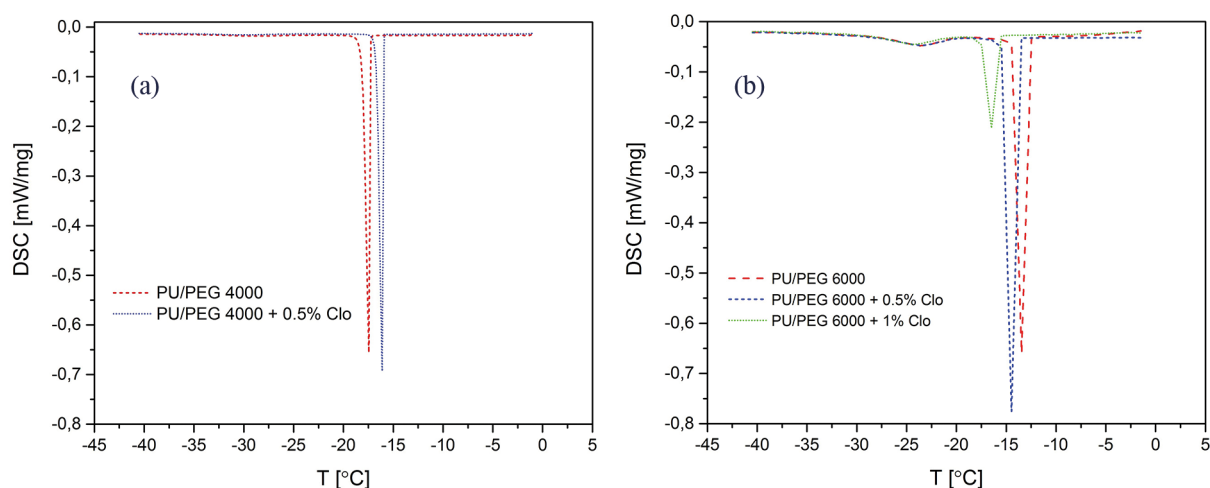 (a)
DSC [mW/mg]
0,0
-0,1
-0,2
-0,3
-0,4
-0,5
-0,6
-0,7
-0,8
PU/PEG 4000
PU/PEG 4000 + 0.5% Clo
-45 -40 -35 -30 -25 -20 -15 -10 -5 0 5
T [°C]
(b)
DSC [mW/mg]
0,0
-0,1
-0,2
-0,3
-0,4
-0,5
-0,6
-0,7
-0,8
PU/PEG 6000
PU/PEG 6000 + 0.5% Clo
PU/PEG 6000 + 1% Clo
-45 -40 -35 -30 -25 -20 -15 -10 -5 0 5
T [°C]